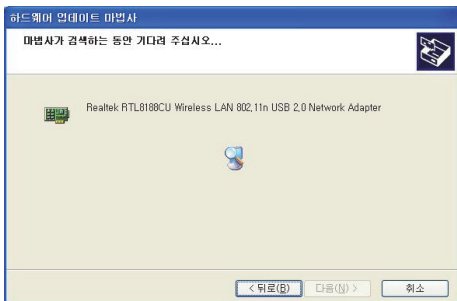 하드웨어 업데이트 마법사
마법사가 검색하는 동안 기다려 주십시오...
Realtek RTL8188CU Wireless LAN 802.11n USB 2.0 Network Adapter
< 뒤로(B) 다음(N) > 취소